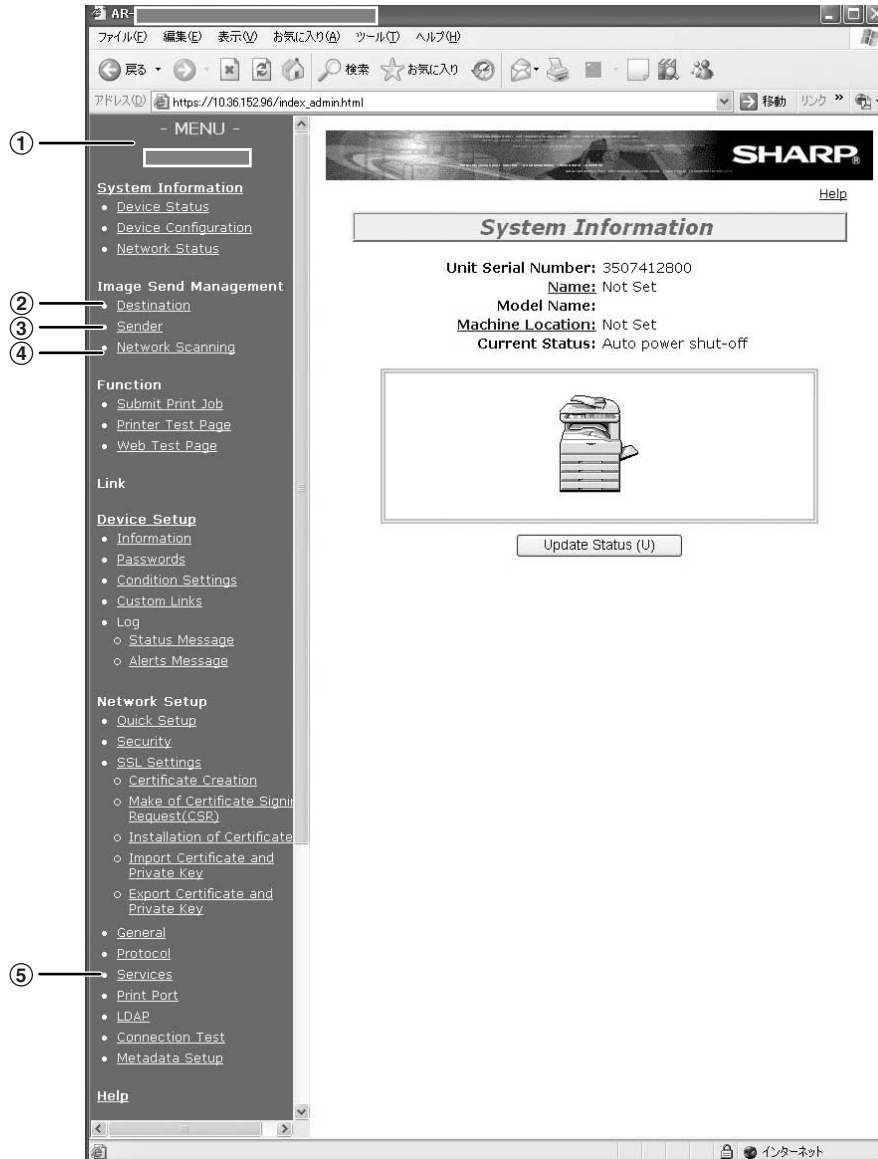 AR-
ファイル(F) 編集(E) 表示(V) お気に入り(A) ツール(T) ヘルプ(H)
戻る 検索 お気に入り
アドレス(D) https://10.36.152.96/index_admin.html 移動 リンク »
① - MENU -
System Information
• Device Status
• Device Configuration
• Network Status
Image Send Management
② • Destination
③ • Sender
④ • Network Scanning
Function
• Submit Print Job
• Printer Test Page
• Web Test Page
Link
Device Setup
• Information
• Passwords
• Condition Settings
• Custom Links
• Log
○ Status Message
○ Alerts Message
Network Setup
• Quick Setup
• Security
• SSL Settings
○ Certificate Creation
○ Make of Certificate Signin
Request(CSR)
○ Installation of Certificate
○ Import Certificate and
Private Key
○ Export Certificate and
Private Key
• General
• Protocol
⑤ • Services
• Print Port
• LDAP
• Connection Test
• Metadata Setup
Help
SHARP®
Help
System Information
Unit Serial Number: 3507412800
Name: Not Set
Model Name:
Machine Location: Not Set
Current Status: Auto power shut-off
Update Status (U)
インターネット